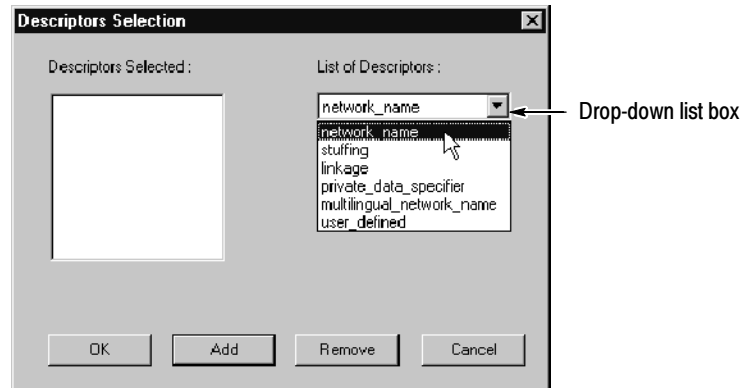 Descriptors Selection
Descriptors Selected :
List of Descriptors :
network_name
Drop-down list box
network_name
stuffing
linkage
private_data_specifier
multilingual_network_name
user_defined
OK
Add
Remove
Cancel